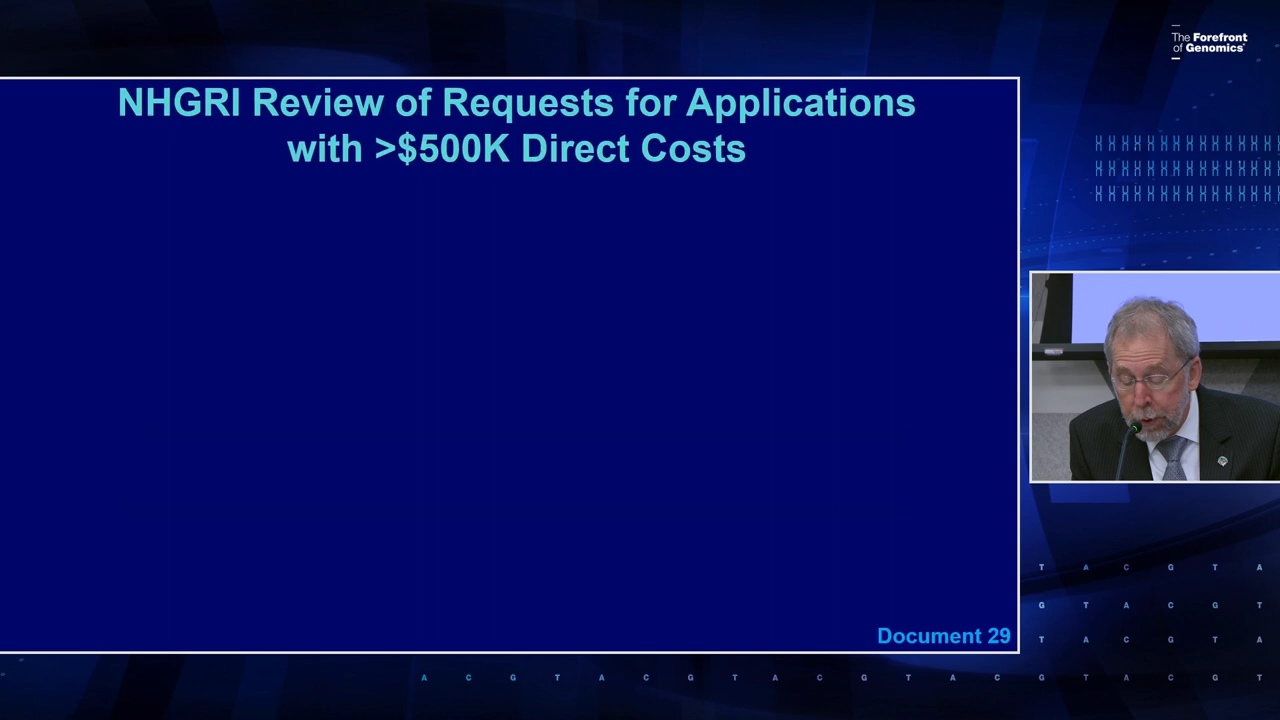 The Forefront
of Genomics
NHGRI Review of Requests for Applications
with >$500K Direct Costs
Document 29
T A C G T A
G T A C G T
T A C G T A
A C G T A C G T A C G T A C G T A C G T